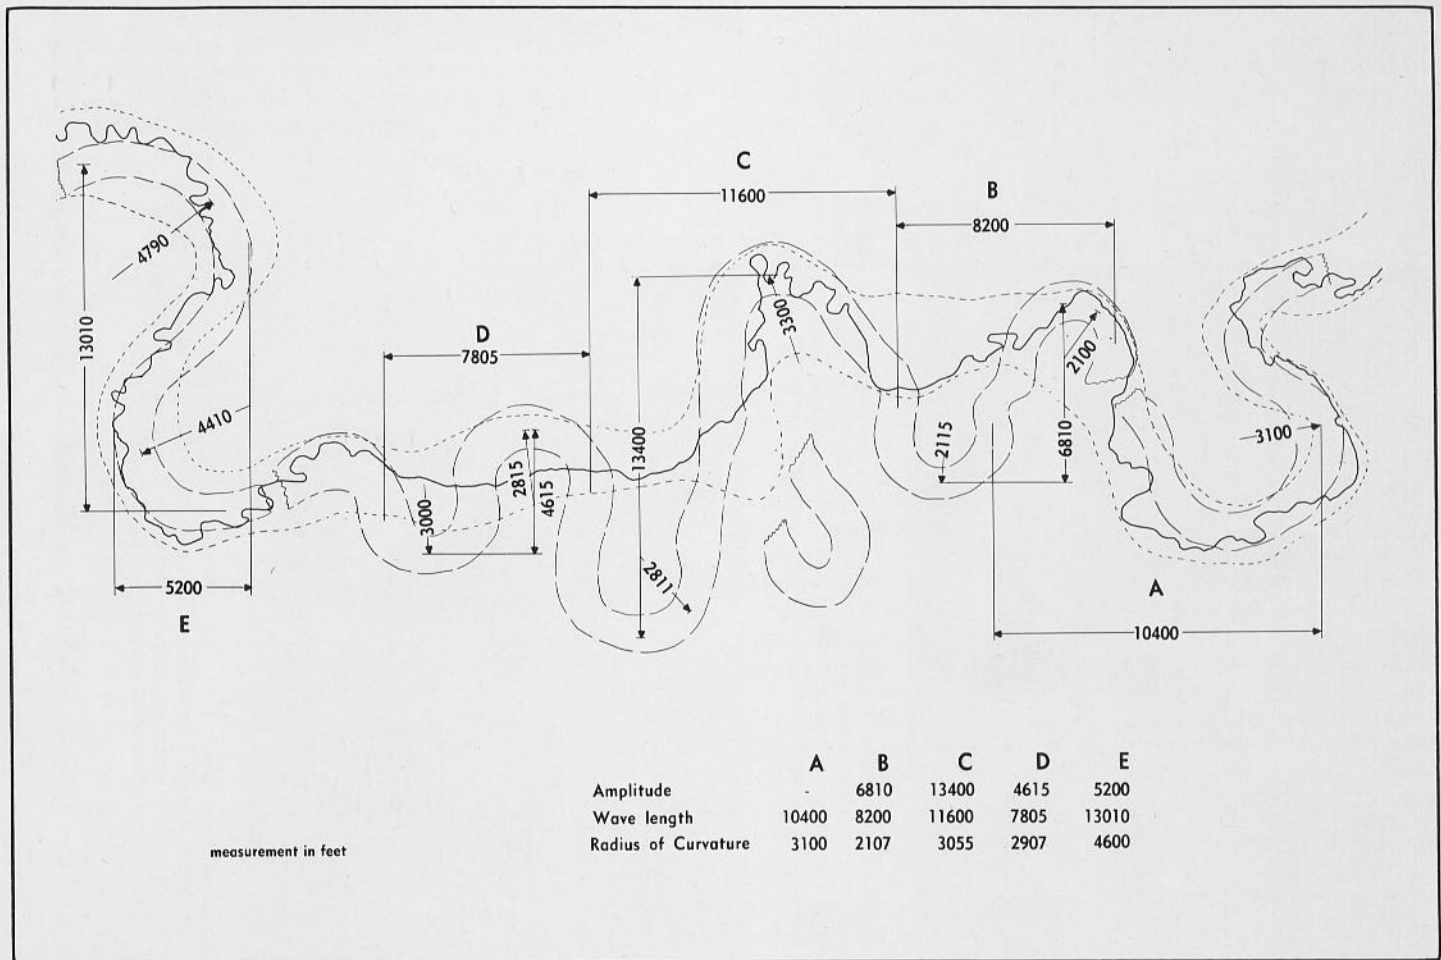 C
11600
B
8200
4790
13010
D
7805
3300
2100
4410
13400
2815
4615
3000
2115
6810
3100
2811
5200
E
A
10400
A B C D E
Amplitude - 6810 13400 4615 5200
Wave length 10400 8200 11600 7805 13010
Radius of Curvature 3100 2107 3055 2907 4600
measurement in feet